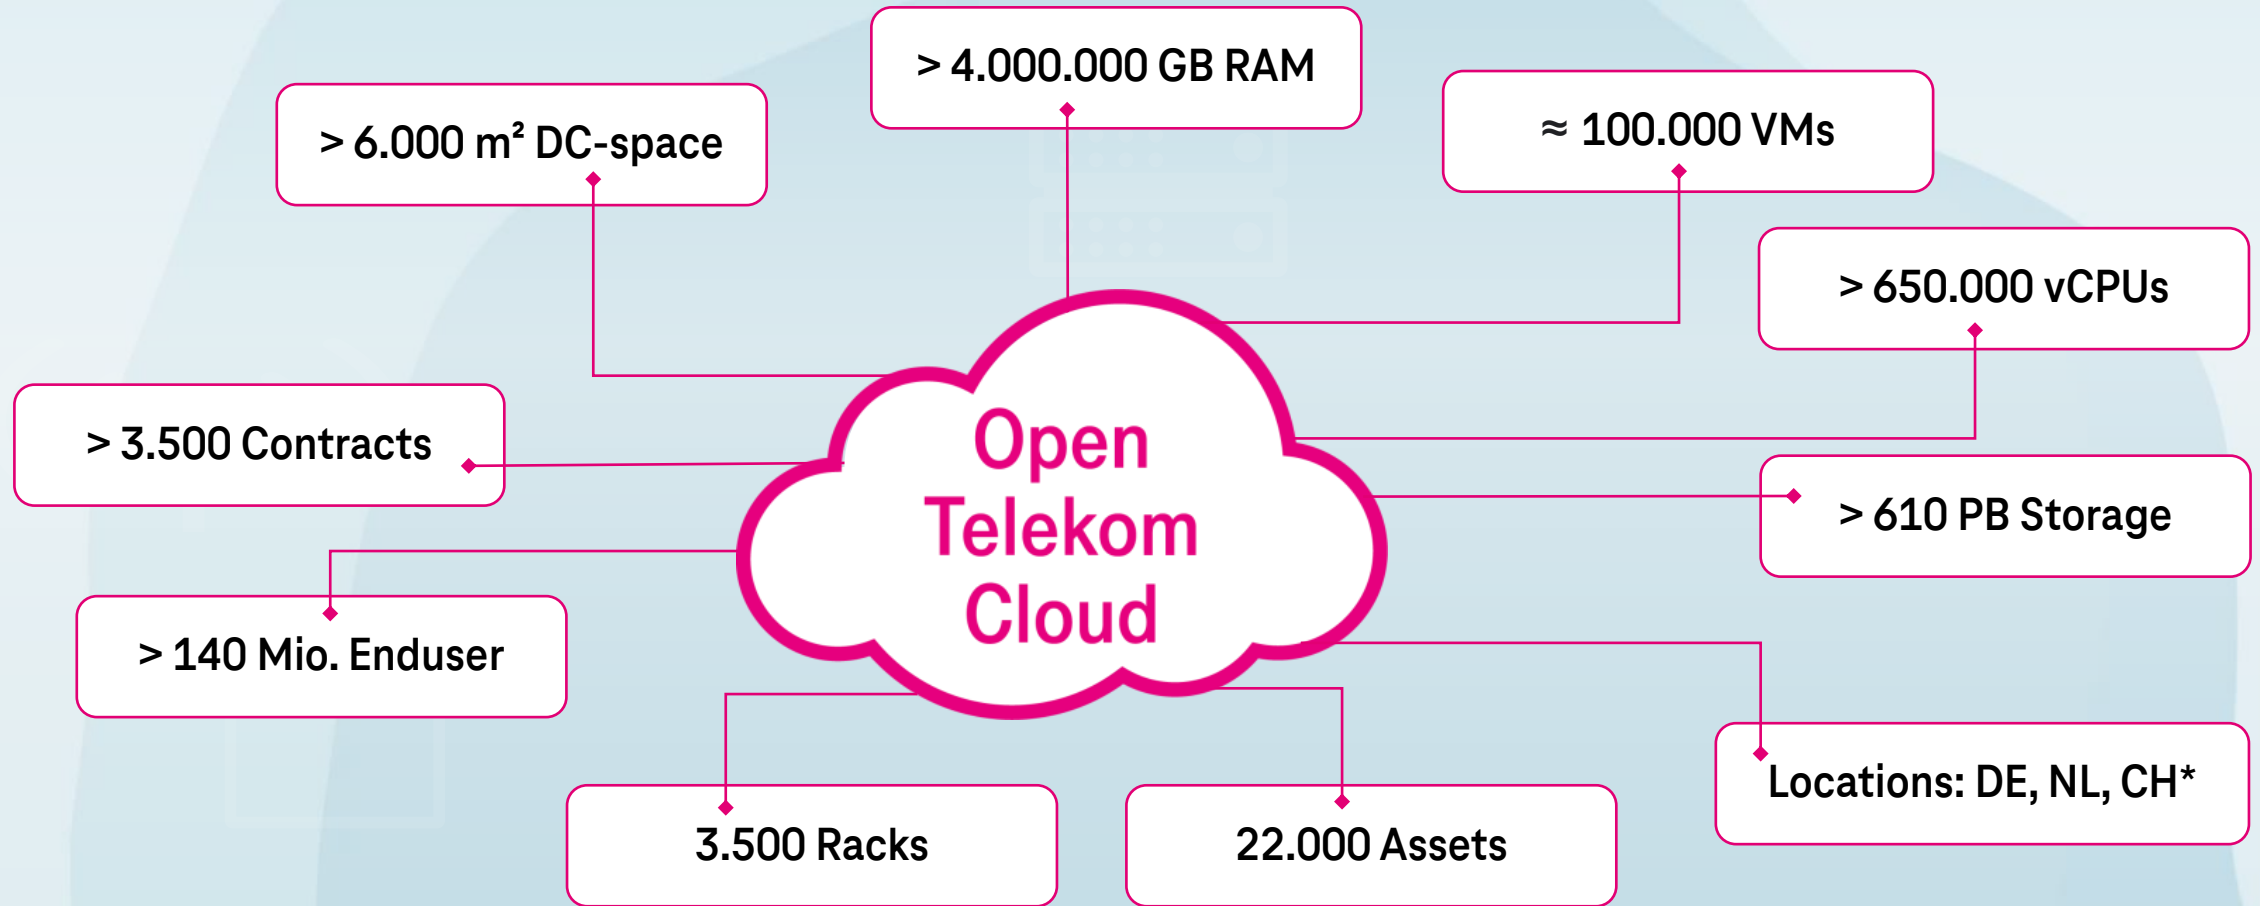 > 4.000.000 GB RAM
> 6.000 m² DC-space
≈ 100.000 VMs
> 650.000 vCPUs
> 3.500 Contracts
Open
Telekom
Cloud
> 610 PB Storage
> 140 Mio. Enduser
Locations: DE, NL, CH*
3.500 Racks
22.000 Assets